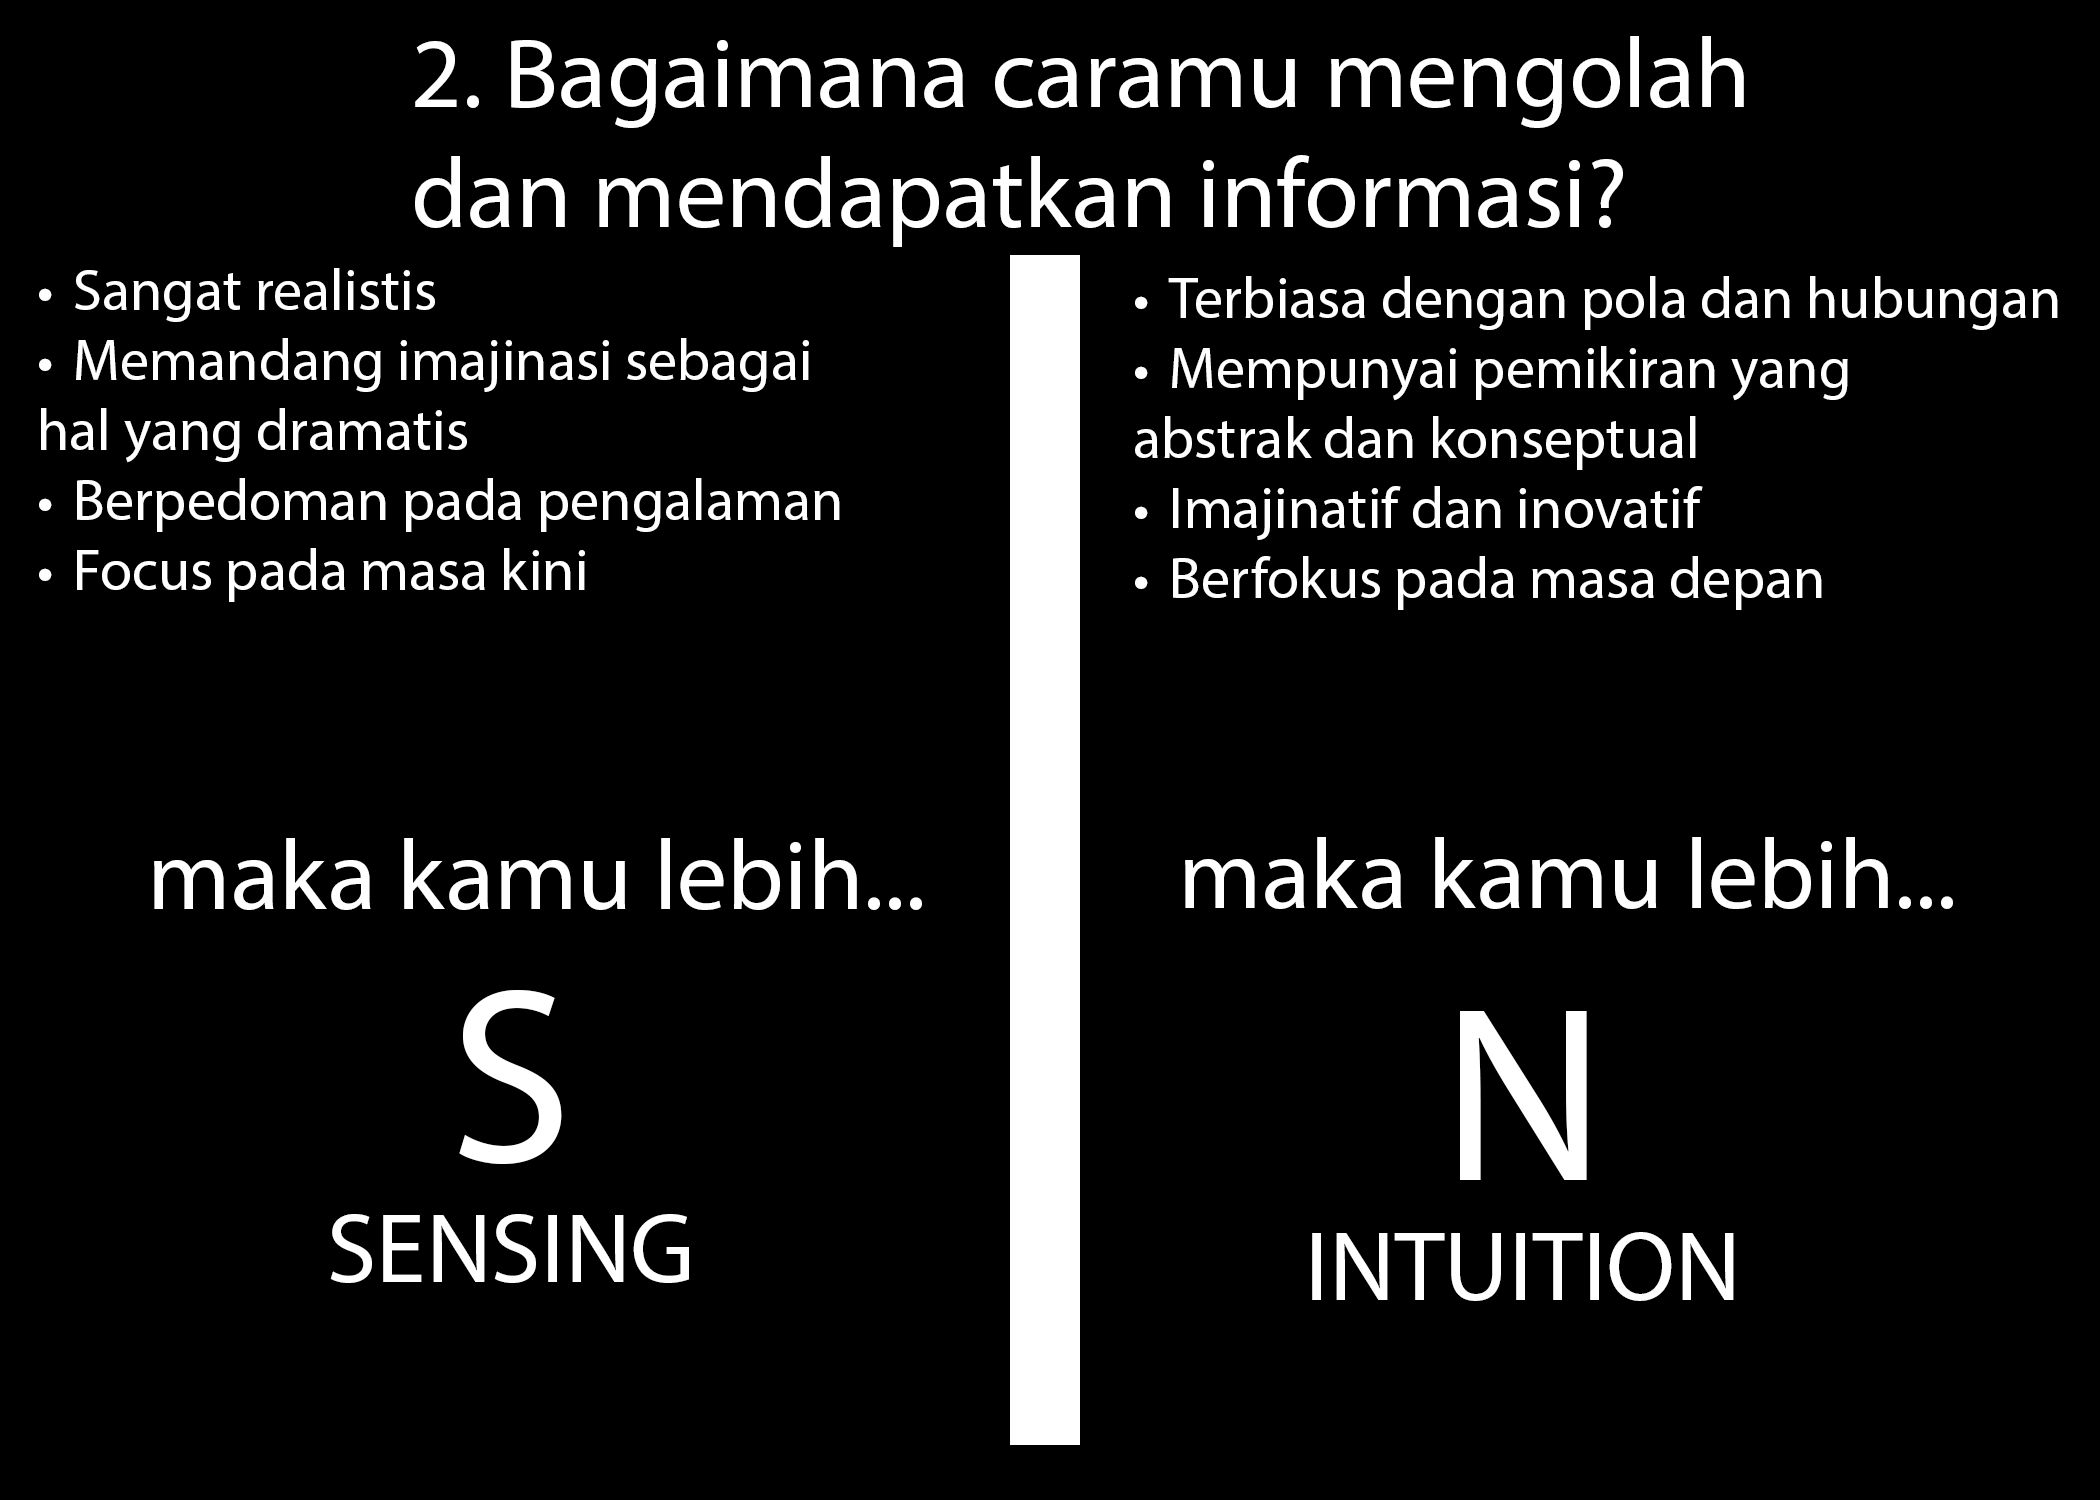 2. Bagaimana caramu mengolah
dan mendapatkan informasi?
• Sangat realistis
• Memandang imajinasi sebagai
hal yang dramatis
• Berpedoman pada pengalaman
• Focus pada masa kini
maka kamu lebih...
S
SENSING
• Terbiasa dengan pola dan hubungan
• Mempunyai pemikiran yang
abstrak dan konseptual
• Imajinatif dan inovatif
• Berfokus pada masa depan
maka kamu lebih...
N
INTUITION